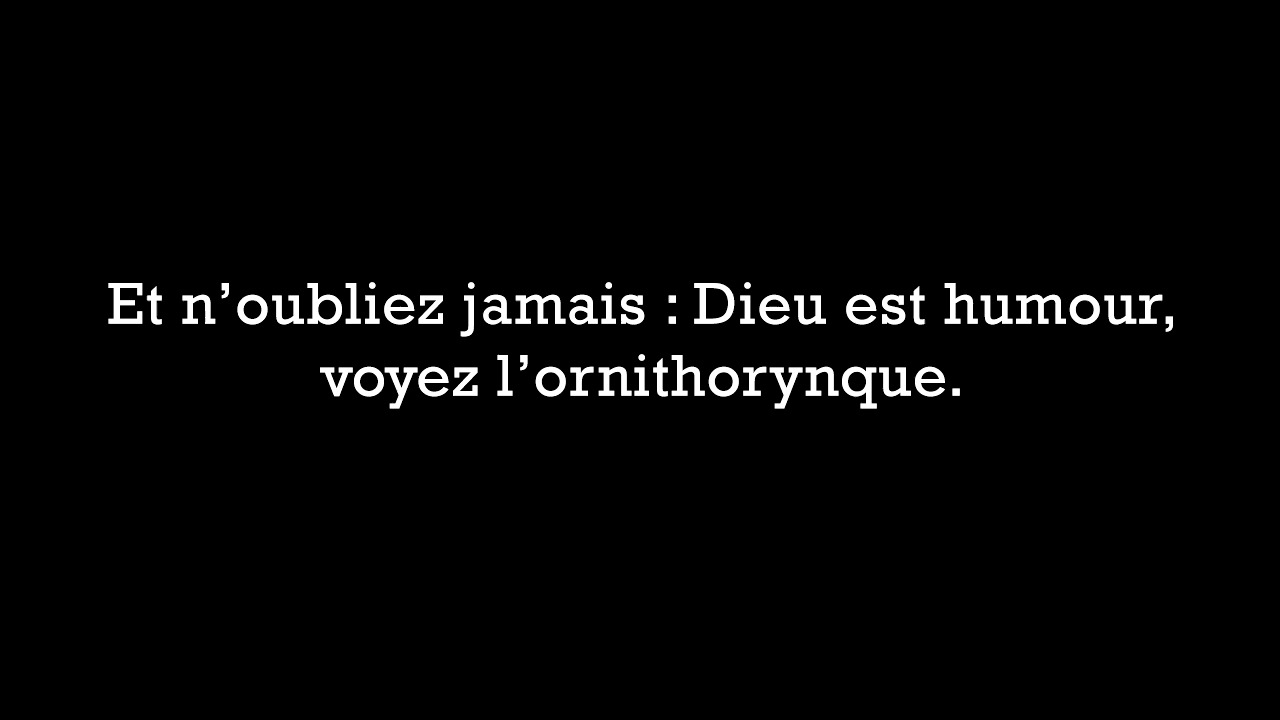 Et n’oubliez jamais : Dieu est humour,
voyez l’ornithorynque.